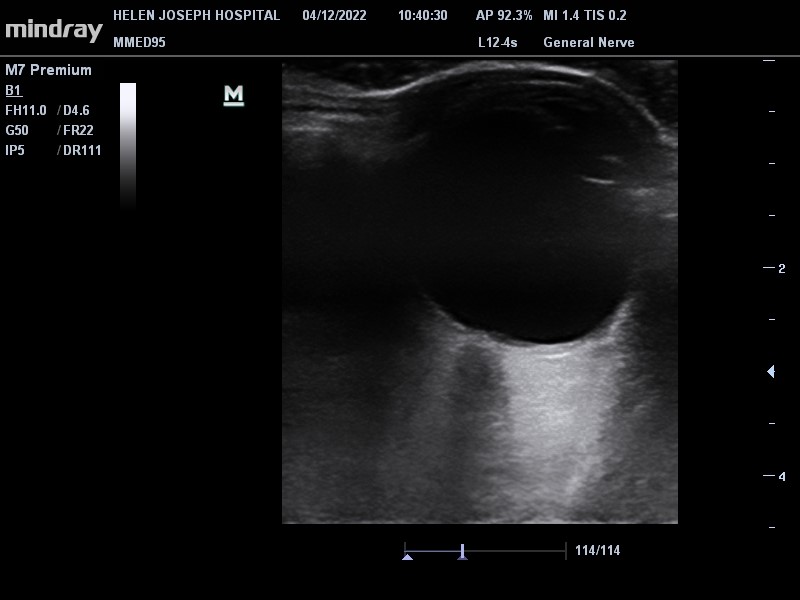 mindray
HELEN JOSEPH HOSPITAL 04/12/2022 10:40:30 AP 92.3% MI 1.4 TIS 0.2
MMED95 L12-4s General Nerve
M7 Premium
B1
FH11.0 / D4.6
G50 / FR22
IP5 / DR111
M
2
4
114/114